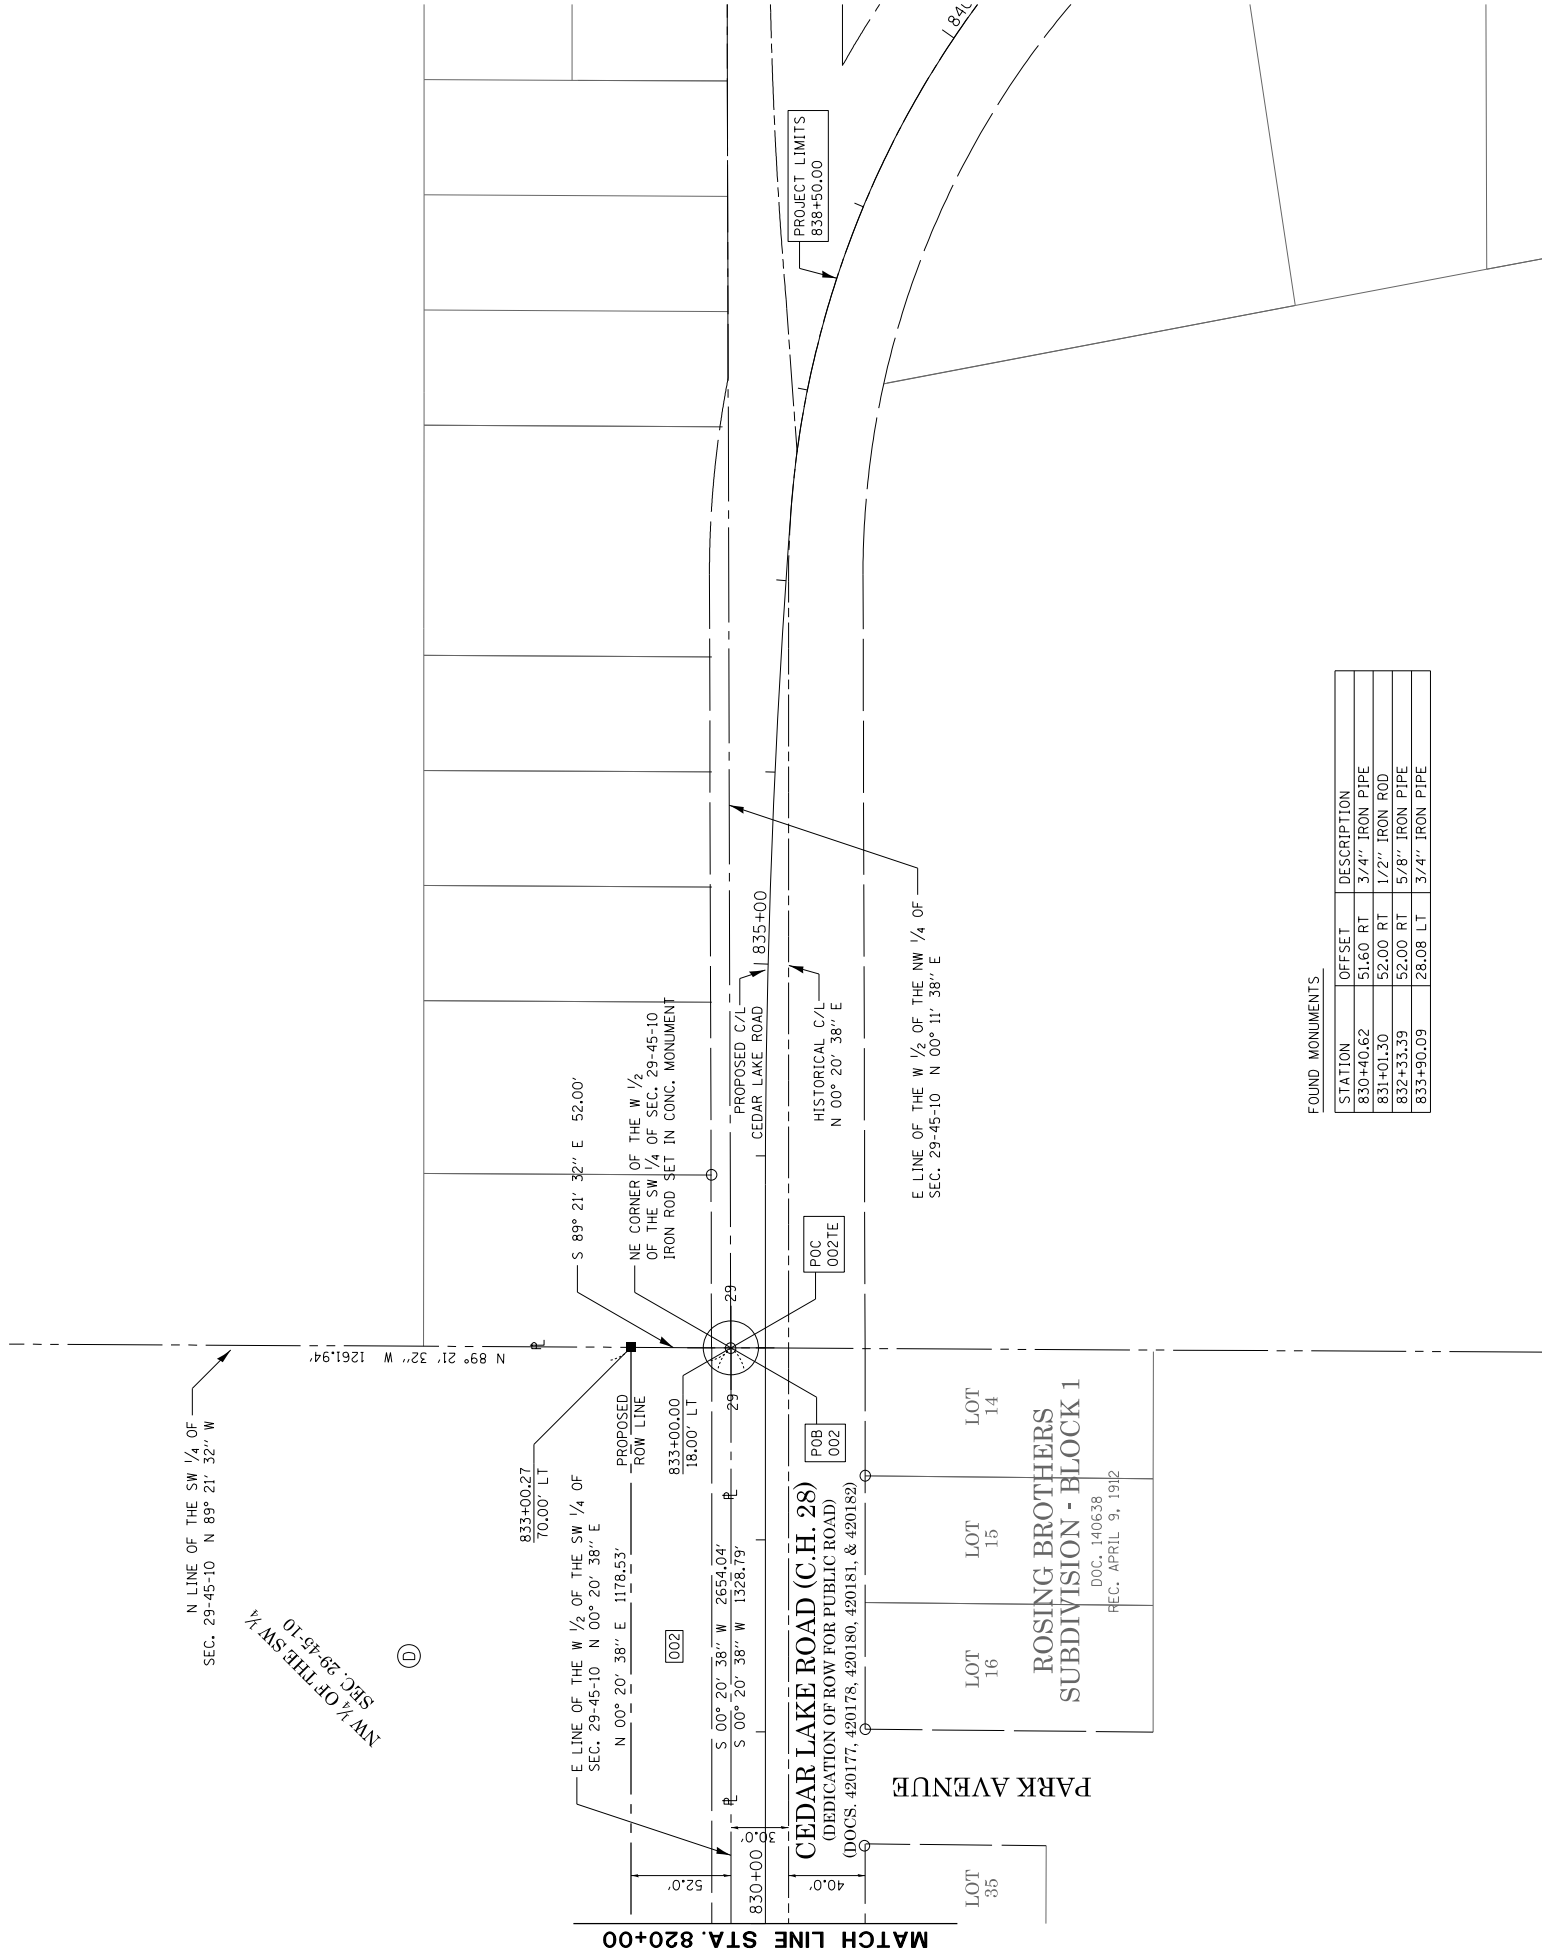 N LINE OF THE SW 1/4 OF
SEC. 29-45-10  N 89° 21' 32" W
NW 1/4 OF THE SW 1/4
SEC. 29-45-10
D
N 89° 21' 32" W  1261.94'
PL
833+00.27
70.00' LT
E LINE OF THE W 1/2 OF THE SW 1/4 OF
SEC. 29-45-10  N 00° 20' 38" E
N 00° 20' 38" E  1178.53'
PROPOSED
ROW LINE
002
833+00.00
18.00' LT
S 00° 20' 38" W  2654.04'
S 00° 20' 38" W  1328.79'
PL
PL
29
29
S 89° 21' 32" E  52.00'
NE CORNER OF THE W 1/2
OF THE SW 1/4 OF SEC. 29-45-10
IRON ROD SET IN CONC. MONUMENT
PROPOSED C/L
CEDAR LAKE ROAD
835+00
HISTORICAL C/L
N 00° 20' 38" E
E LINE OF THE W 1/2 OF THE NW 1/4 OF
SEC. 29-45-10  N 00° 11' 38" E
POC
002TE
POB
002
PROJECT LIMITS
838+50.00
CEDAR LAKE ROAD (C.H. 28)
(DEDICATION OF ROW FOR PUBLIC ROAD)
(DOCS. 420177, 420178, 420180, 420181, & 420182)
52.0'
30.0'
40.0'
830+00
MATCH LINE STA. 820+00
PARK AVENUE
LOT
35
LOT
16
LOT
15
LOT
14
ROSING BROTHERS
SUBDIVISION - BLOCK 1
DOC. 140638
REC. APRIL 9, 1912
FOUND MONUMENTS
STATION OFFSET DESCRIPTION
830+40.62 51.60 RT 3/4" IRON PIPE
831+01.30 52.00 RT 1/2" IRON ROD
832+33.39 52.00 RT 5/8" IRON PIPE
833+90.09 28.08 LT 3/4" IRON PIPE